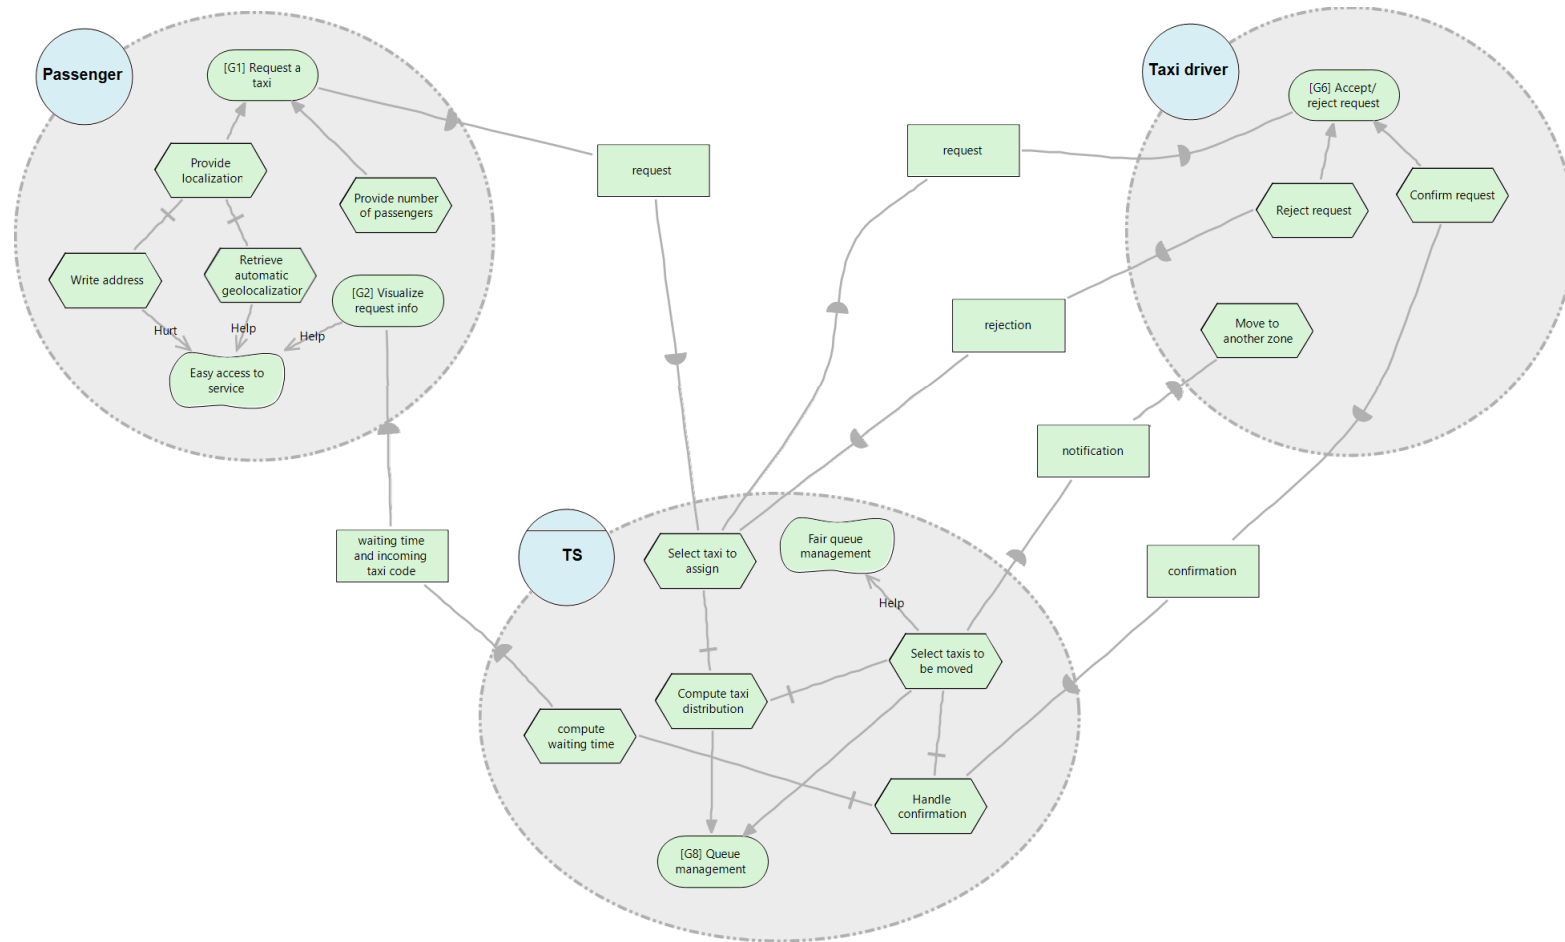 Passenger
[G1] Request a
taxi
Provide
localization
Provide number
of passengers
Write address
Retrieve
automatic
geolocalization
[G2] Visualize
request info
Hurt
Help
Help
Easy access to
service
request
request
Taxi driver
[G6] Accept/
reject request
Reject request
Confirm request
Move to
another zone
rejection
notification
confirmation
waiting time
and incoming
taxi code
TS
Select taxi to
assign
Fair queue
management
Help
Select taxis to
be moved
Compute taxi
distribution
compute
waiting time
Handle
confirmation
[G8] Queue
management